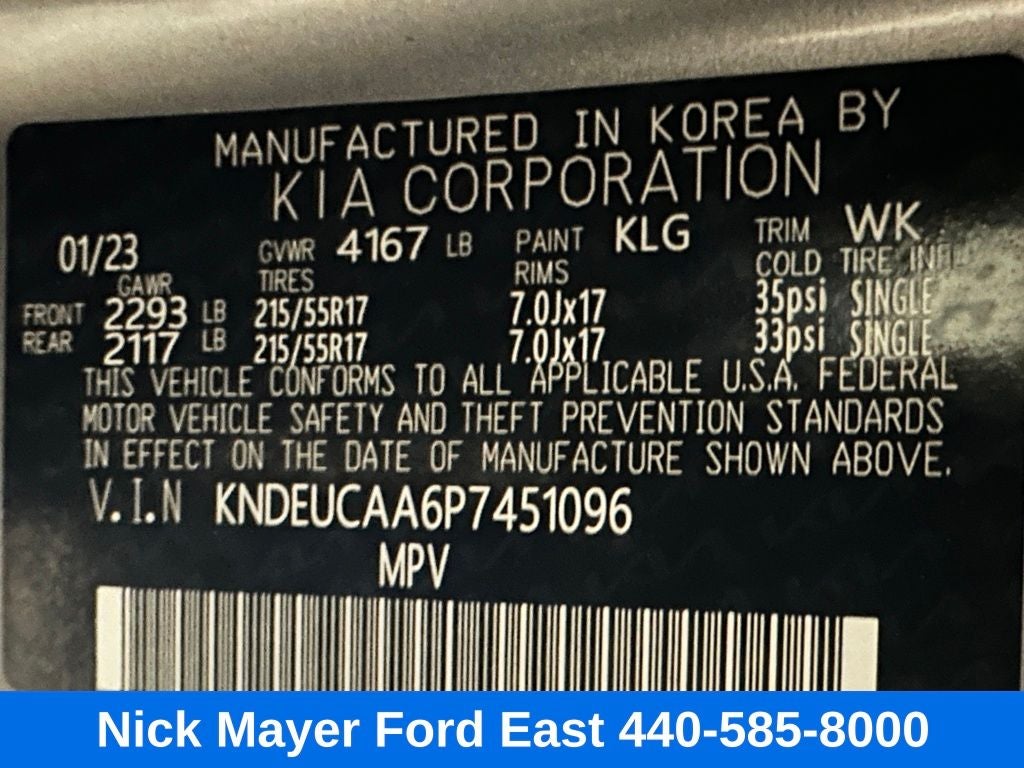 MANUFACTURED IN KOREA BY
KIA CORPORATION
01/23 GVWR 4167 LB PAINT KLG TRIM WK
GAWR TIRES RIMS COLD TIRE INFL
FRONT 2293 LB 215/55R17 7.0Jx17 35psi SINGLE
REAR 2117 LB 215/55R17 7.0Jx17 33psi SINGLE
THIS VEHICLE CONFORMS TO ALL APPLICABLE U.S.A. FEDERAL
MOTOR VEHICLE SAFETY AND THEFT PREVENTION STANDARDS
IN EFFECT ON THE DATE OF MANUFACTURE SHOWN ABOVE.
V.I.N KNDEUCAA6P7451096
MPV
Nick Mayer Ford East 440-585-8000